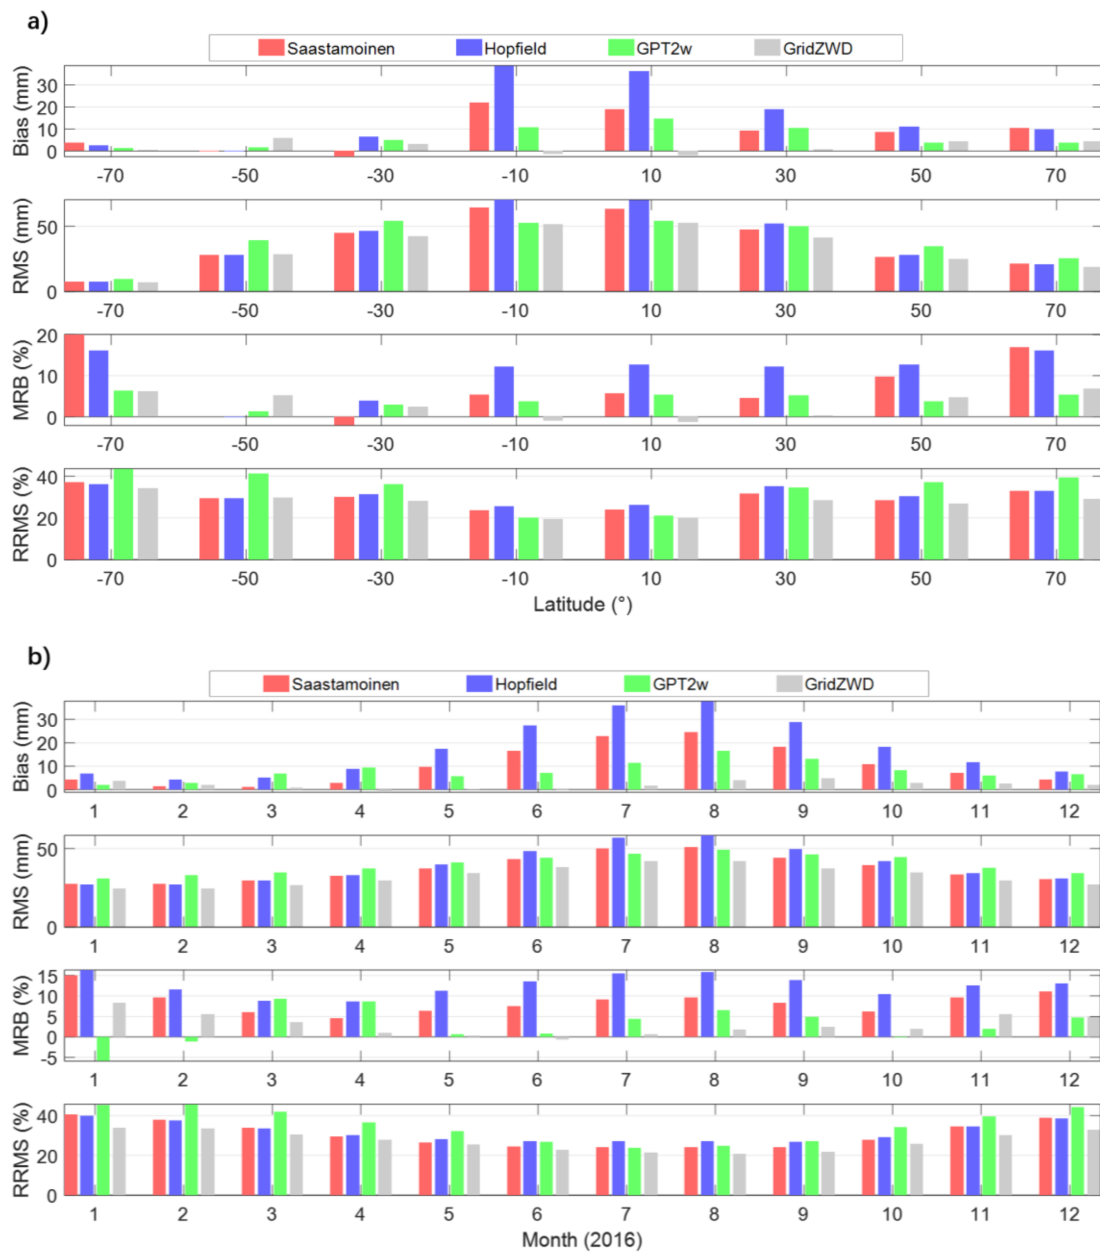 a)
Saastamoinen Hopfield GPT2w GridZWD
Bias (mm)
30
20
10
0
-70 -50 -30 -10 10 30 50 70
RMS (mm)
50
0
-70 -50 -30 -10 10 30 50 70
MRB (%)
20
10
0
-70 -50 -30 -10 10 30 50 70
RRMS (%)
40
20
0
-70 -50 -30 -10 10 30 50 70
Latitude (°)
b)
Saastamoinen Hopfield GPT2w GridZWD
Bias (mm)
30
20
10
0
1 2 3 4 5 6 7 8 9 10 11 12
RMS (mm)
50
0
1 2 3 4 5 6 7 8 9 10 11 12
MRB (%)
15
10
5
0
-5
1 2 3 4 5 6 7 8 9 10 11 12
RRMS (%)
40
20
0
1 2 3 4 5 6 7 8 9 10 11 12
Month (2016)